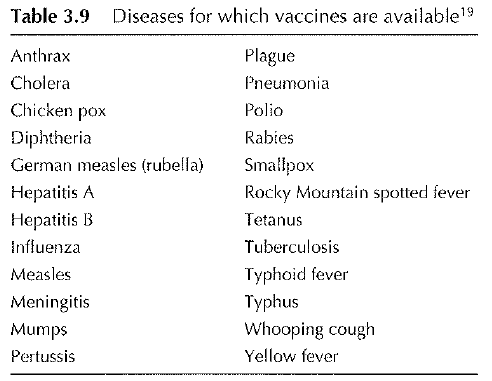 Table 3.9 Diseases for which vaccines are available19
Anthrax Plague
Cholera Pneumonia
Chicken pox Polio
Diphtheria Rabies
German measles (rubella) Smallpox
Hepatitis A Rocky Mountain spotted fever
Hepatitis B Tetanus
Influenza Tuberculosis
Measles Typhoid fever
Meningitis Typhus
Mumps Whooping cough
Pertussis Yellow fever